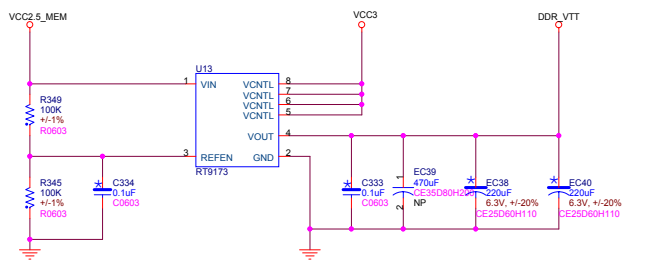 VCC2.5_MEM
VCC3
DDR_VTT
U13
1 VIN VCNTL 8
VCNTL 7
VCNTL 6
VCNTL 5
VOUT 4
3 REFEN GND 2
RT9173
R349
100K
+/-1%
R0603
R345
100K
+/-1%
R0603
C334
0.1uF
C0603
C333
0.1uF
C0603
1
2
EC39
470uF
CE35D80H200
NP
EC38
220uF
6.3V, +/-20%
CE25D60H110
EC40
220uF
6.3V, +/-20%
CE25D60H110